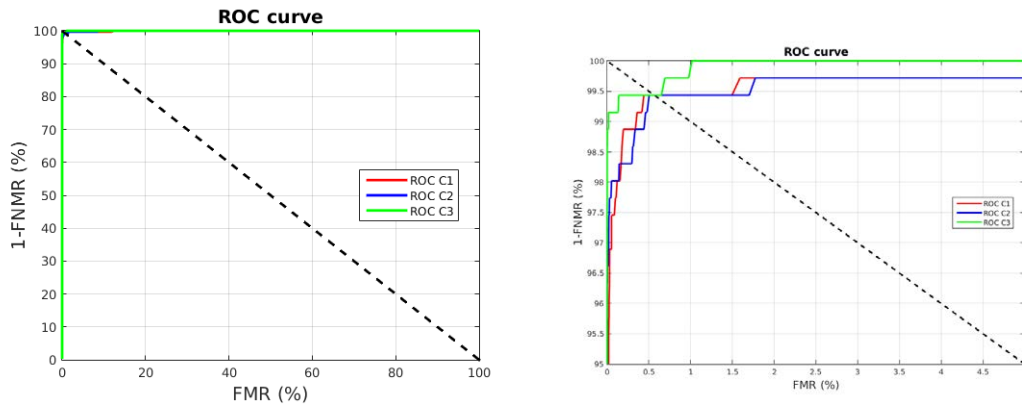 ROC curve
1-FNMR (%)
100
90
80
70
60
50
40
30
20
10
0
0 20 40 60 80 100
FMR (%)
ROC C1
ROC C2
ROC C3
ROC curve
1-FNMR (%)
100
99.5
99
98.5
98
97.5
97
96.5
96
95.5
95
0 0.5 1 1.5 2 2.5 3 3.5 4 4.5
FMR (%)
ROC C1
ROC C2
ROC C3